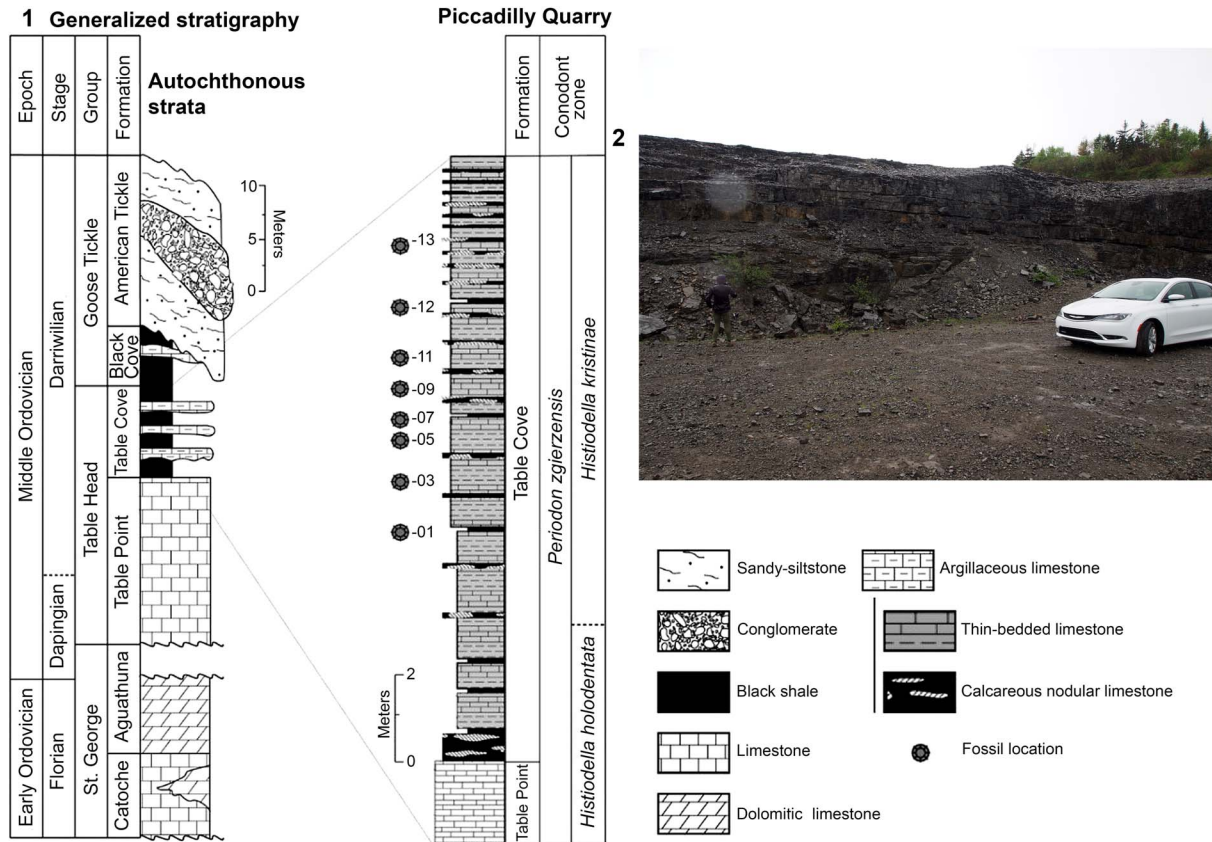 1 Generalized stratigraphy
Piccadilly Quarry
Epoch
Stage
Group
Formation
Autochthonous
strata
Formation
Conodont
zone
2
Middle Ordovician
Early Ordovician
Darriwilian
Dapingian
Florian
Goose Tickle
Table Head
St. George
American Tickle
Black
Cove
Table Cove
Table Point
Aguathuna
Catoche
10
5
0
Meters
-13
-12
-11
-09
-07
-05
-03
-01
2
0
Meters
Table Cove
Table Point
Periodon zgierzensis
Histiodella kristinae
Histiodella holodentata
Sandy-siltstone
Argillaceous limestone
Conglomerate
Thin-bedded limestone
Black shale
Calcareous nodular limestone
Limestone
Fossil location
Dolomitic limestone